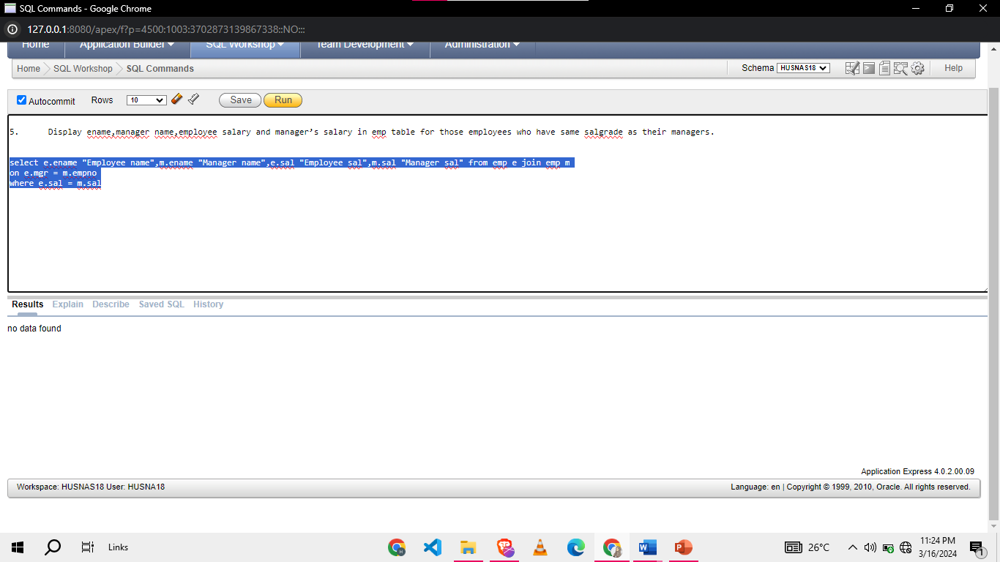 SQL Commands - Google Chrome
127.0.0.1:8080/apex/f?p=4500:1003:3702873139867338::NO:::
Home Application Builder SQL Workshop Team Development Administration
Home SQL Workshop SQL Commands Schema HUSNAS18 Help
Autocommit Rows 10 Save Run
5. Display ename,manager name,employee salary and manager’s salary in emp table for those employees who have same salgrade as their managers.
select e.ename "Employee name",m.ename "Manager name",e.sal "Employee sal",m.sal "Manager sal" from emp e join emp m
on e.mgr = m.empno
where e.sal = m.sal
Results Explain Describe Saved SQL History
no data found
Application Express 4.0.2.00.09
Workspace: HUSNAS18 User: HUSNA18 Language: en | Copyright © 1999, 2010, Oracle. All rights reserved.
Links 26°C 11:24 PM
3/16/2024 1